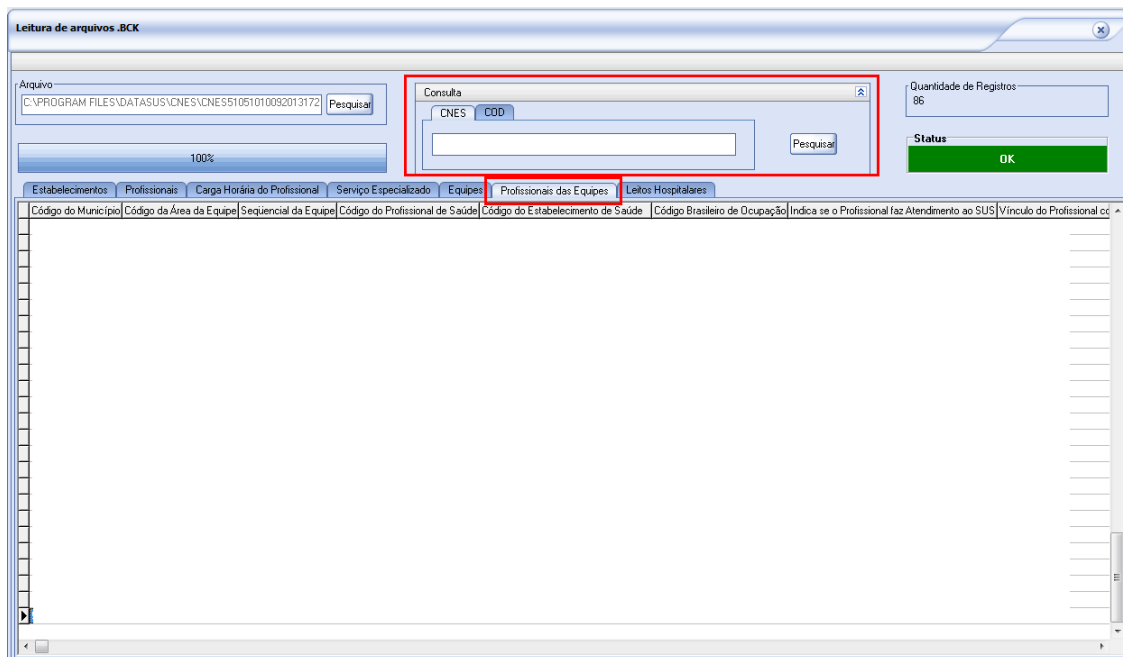 Leitura de arquivos .BCK
Arquivo
C:\PROGRAM FILES\DATASUS\CNES\CNES51051010092013172 Pesquisar
100%
Consulta
CNES COD
Pesquisar
Quantidade de Registros
86
Status
OK
Estabelecimentos Profissionais Carga Horária do Profissional Serviço Especializado Equipes Profissionais das Equipes Leitos Hospitalares
Código do Município Código da Área da Equipe Seqüencial da Equipe Código do Profissional de Saúde Código do Estabelecimento de Saúde Código Brasileiro de Ocupação Indica se o Profissional faz Atendimento ao SUS Vínculo do Profissional co